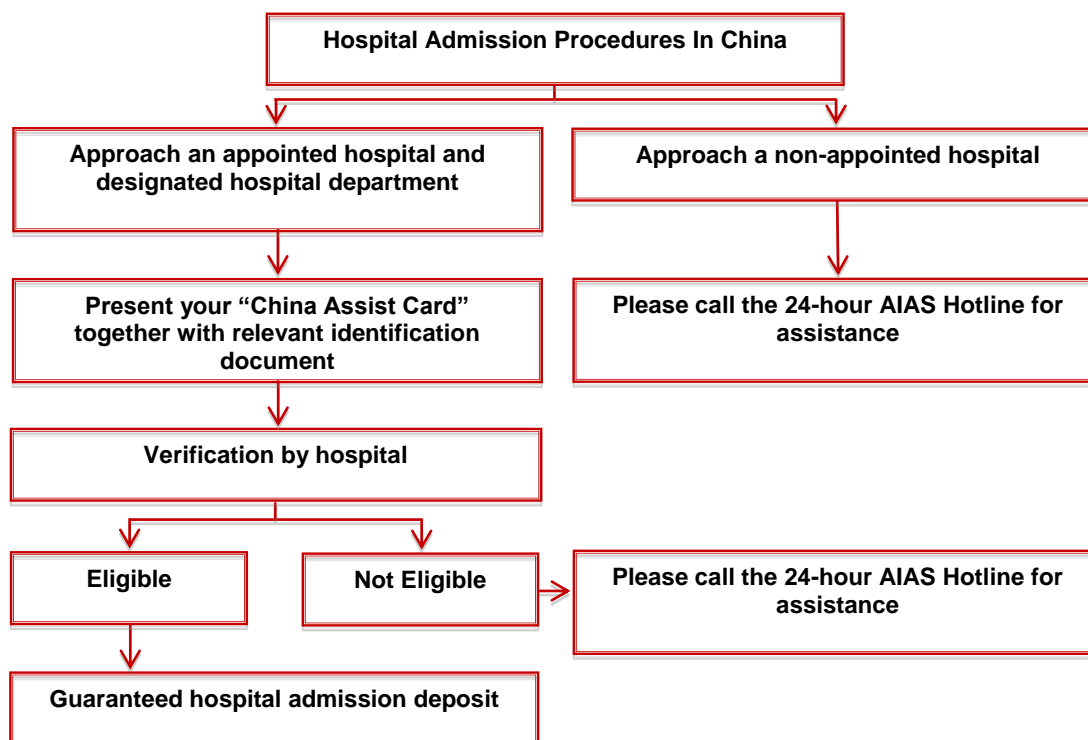 Hospital Admission Procedures In China
Approach an appointed hospital and
designated hospital department
Approach a non-appointed hospital
Present your “China Assist Card”
together with relevant identification
document
Please call the 24-hour AIAS Hotline for
assistance
Verification by hospital
Eligible
Not Eligible
Please call the 24-hour AIAS Hotline for
assistance
Guaranteed hospital admission deposit